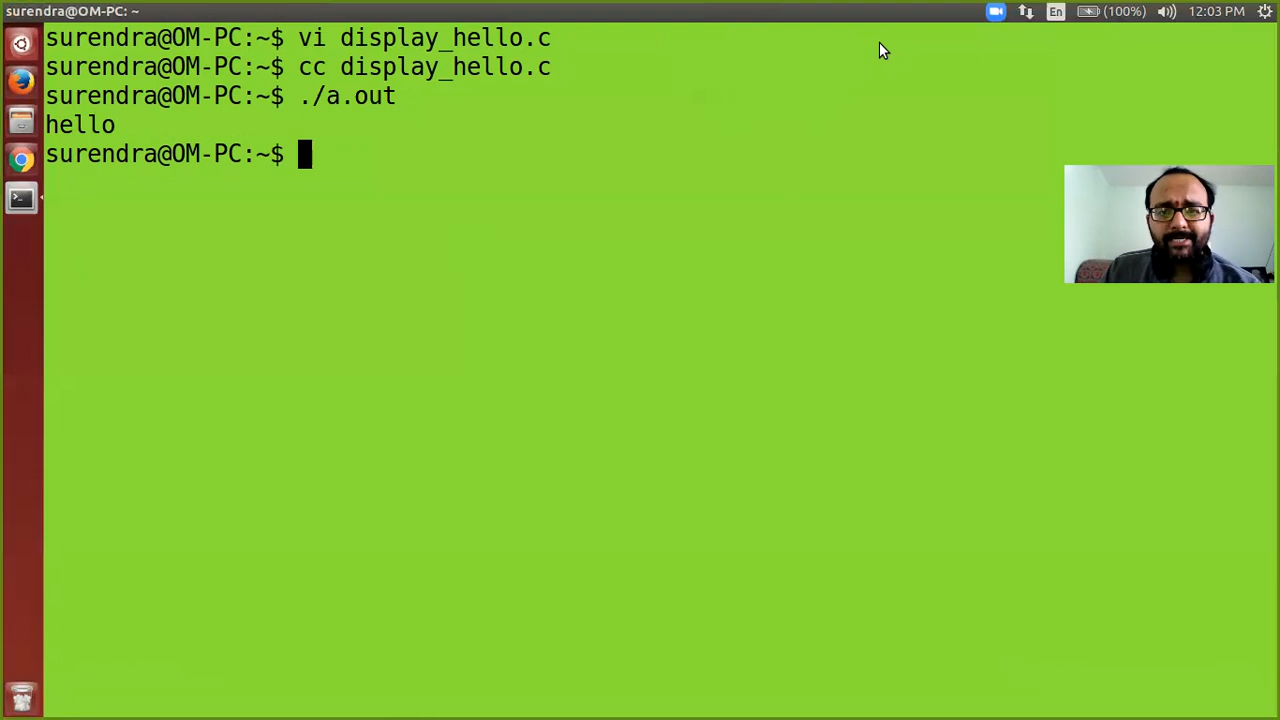 surendra@OM-PC: ~
En
(100%)
12:03 PM
surendra@OM-PC:~$ vi display_hello.c
surendra@OM-PC:~$ cc display_hello.c
surendra@OM-PC:~$ ./a.out
hello
surendra@OM-PC:~$